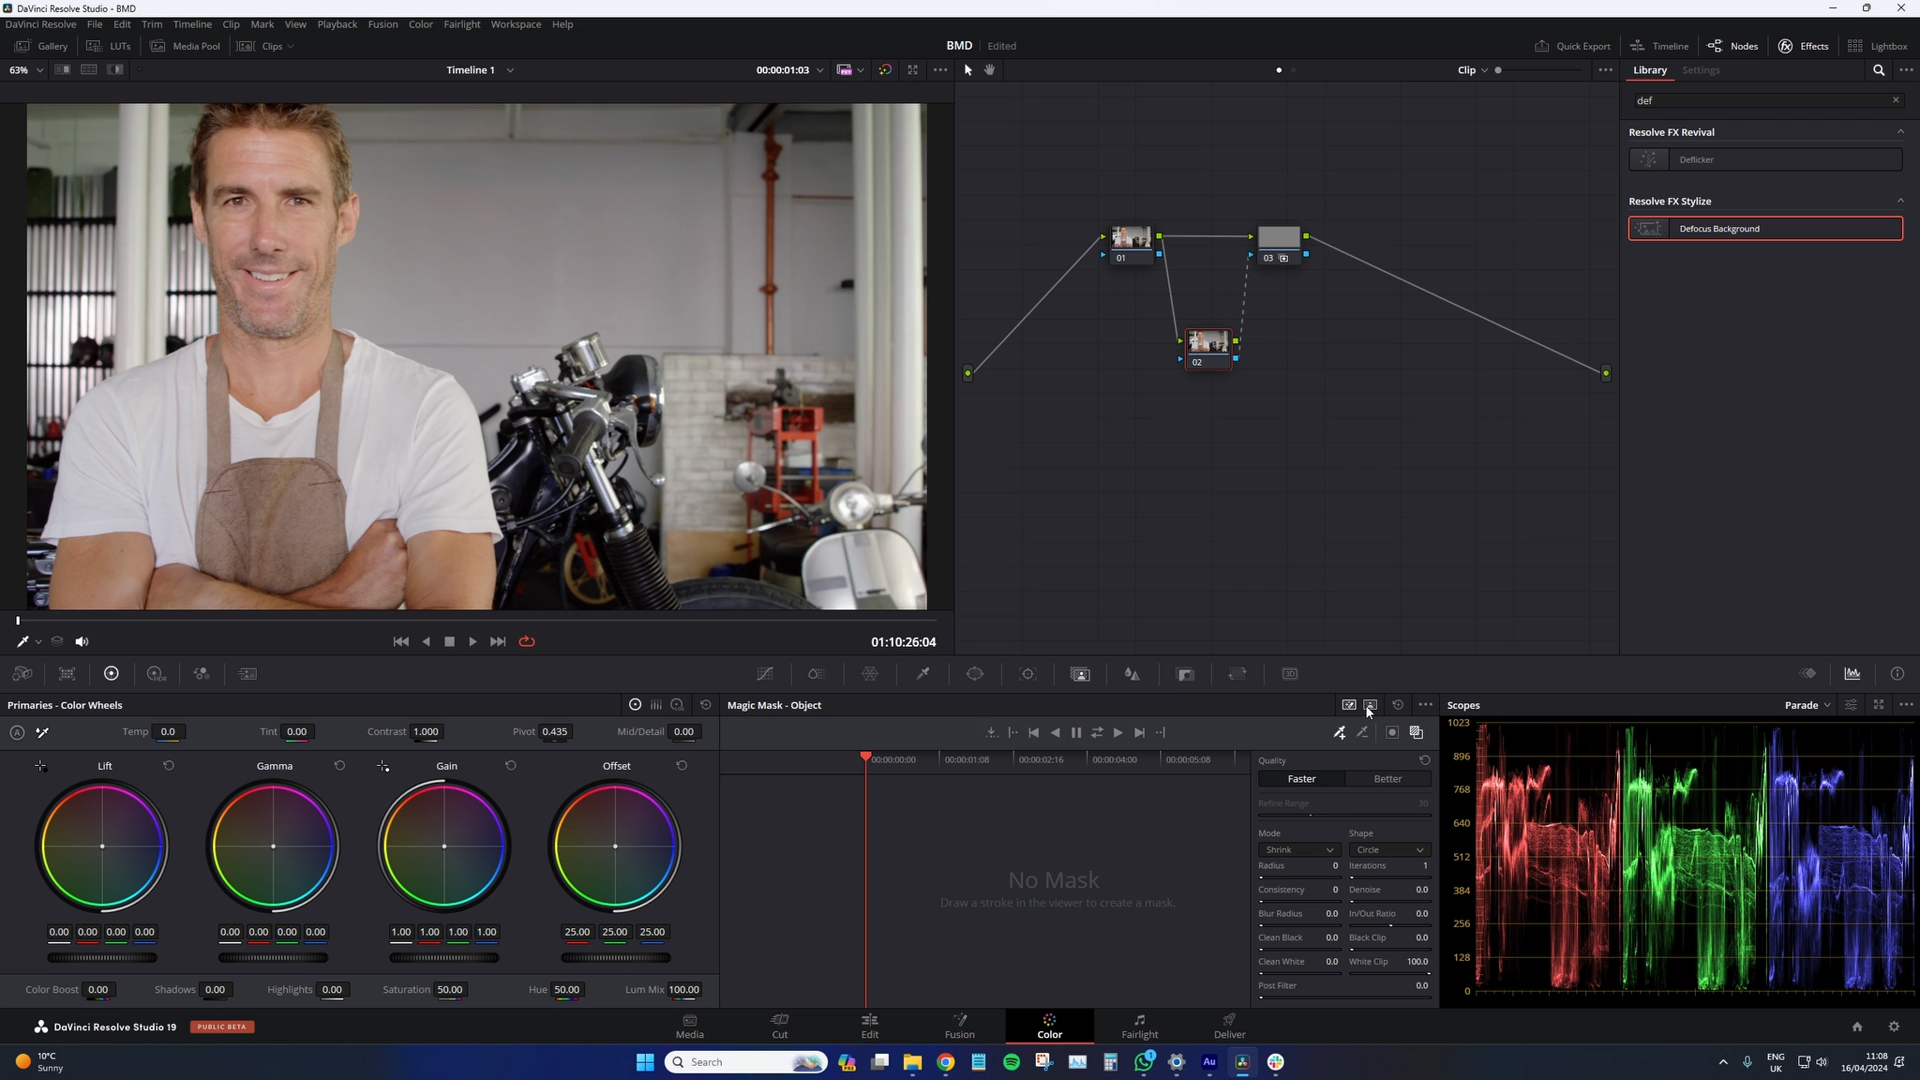 DaVinci Resolve Studio - BMD
DaVinci Resolve File Edit Trim Timeline Clip Mark View Playback Fusion Color Fairlight Workspace Help
Gallery LUTs Media Pool Clips BMD Edited Quick Export Timeline Nodes Effects Lightbox
63% Timeline 1 00:00:01:03 Clip Library Settings
def
Resolve FX Revival
Deflicker
Resolve FX Stylize
Defocus Background
01
03
02
01:10:26:04
Primaries - Color Wheels Magic Mask - Object Scopes Parade
Temp 0.0 Tint 0.00 Contrast 1.000 Pivot 0.435 Mid/Detail 0.00
Lift Gamma Gain Offset
0.00 0.00 0.00 0.00 0.00 0.00 0.00 0.00 1.00 1.00 1.00 1.00 25.00 25.00 25.00
Color Boost 0.00 Shadows 0.00 Highlights 0.00 Saturation 50.00 Hue 50.00 Lum Mix 100.00
00:00:00:00 00:00:01:08 00:00:02:16 00:00:04:00 00:00:05:08
No Mask
Draw a stroke in the viewer to create a mask.
Quality
Faster Better
Refine Range 30
Mode Shape
Shrink Circle
Radius 0 Iterations 1
Consistency 0 Denoise 0.0
Blur Radius 0.0 In/Out Ratio 0.0
Clean Black 0.0 Black Clip 0.0
Clean White 0.0 White Clip 100.0
Post Filter 0.0
1023
896
768
640
512
384
256
128
0
DaVinci Resolve Studio 19 PUBLIC BETA
Media Cut Edit Fusion Color Fairlight Deliver
10°C
Sunny
Search
1
Au
ENG
UK
11:08
16/04/2024